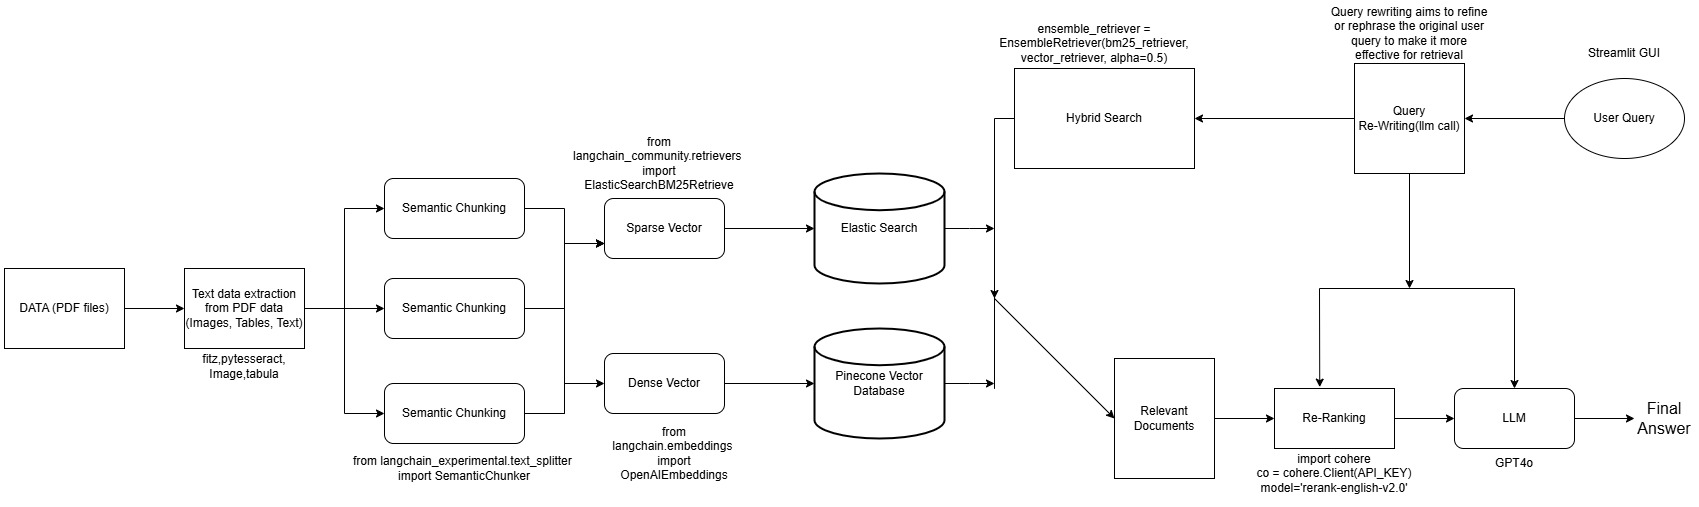 ensemble_retriever =
EnsembleRetriever(bm25_retriever,
vector_retriever, alpha=0.5)
Hybrid Search
Query rewriting aims to refine
or rephrase the original user
query to make it more
effective for retrieval
Query
Re-Writing(llm call)
Streamlit GUI
User Query
from
langchain_community.retrievers
import
ElasticSearchBM25Retrieve
Semantic Chunking
Sparse Vector
Elastic Search
DATA (PDF files)
Text data extraction
from PDF data
(Images, Tables, Text)
fitz,pytesseract,
Image,tabula
Semantic Chunking
Semantic Chunking
from langchain_experimental.text_splitter
import SemanticChunker
Dense Vector
from
langchain.embeddings
import
OpenAIEmbeddings
Pinecone Vector
Database
Relevant
Documents
Re-Ranking
import cohere
co = cohere.Client(API_KEY)
model='rerank-english-v2.0'
LLM
GPT4o
Final
Answer